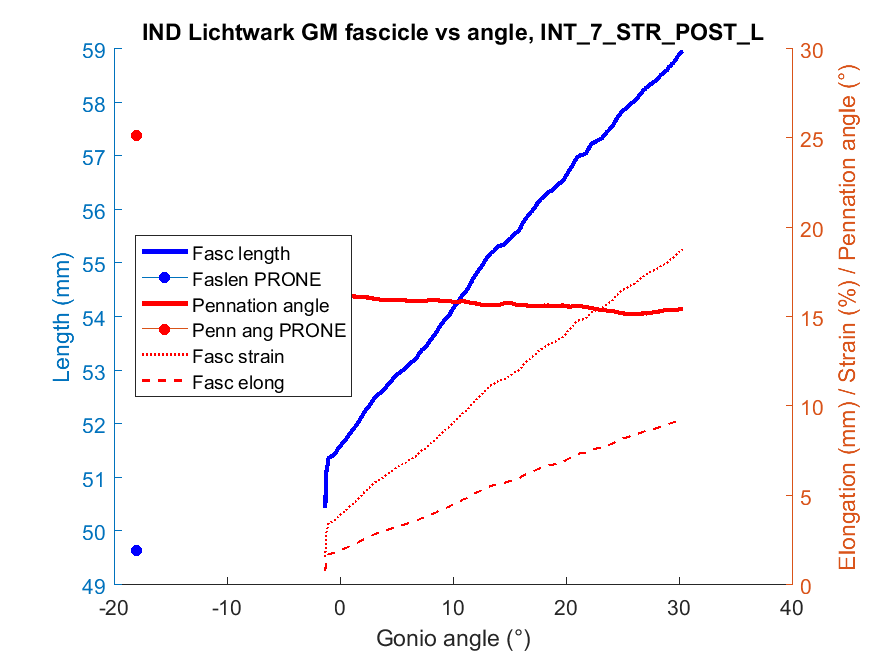 IND Lichtwark GM fascicle vs angle, INT_7_STR_POST_L
59
58
57
56
55
54
53
52
51
50
49
Length (mm)
30
25
20
15
10
5
0
Elongation (mm) / Strain (%) / Pennation angle (°)
Fasc length
Faslen PRONE
Pennation angle
Penn ang PRONE
Fasc strain
Fasc elong
-20
-10
0
10
20
30
40
Gonio angle (°)